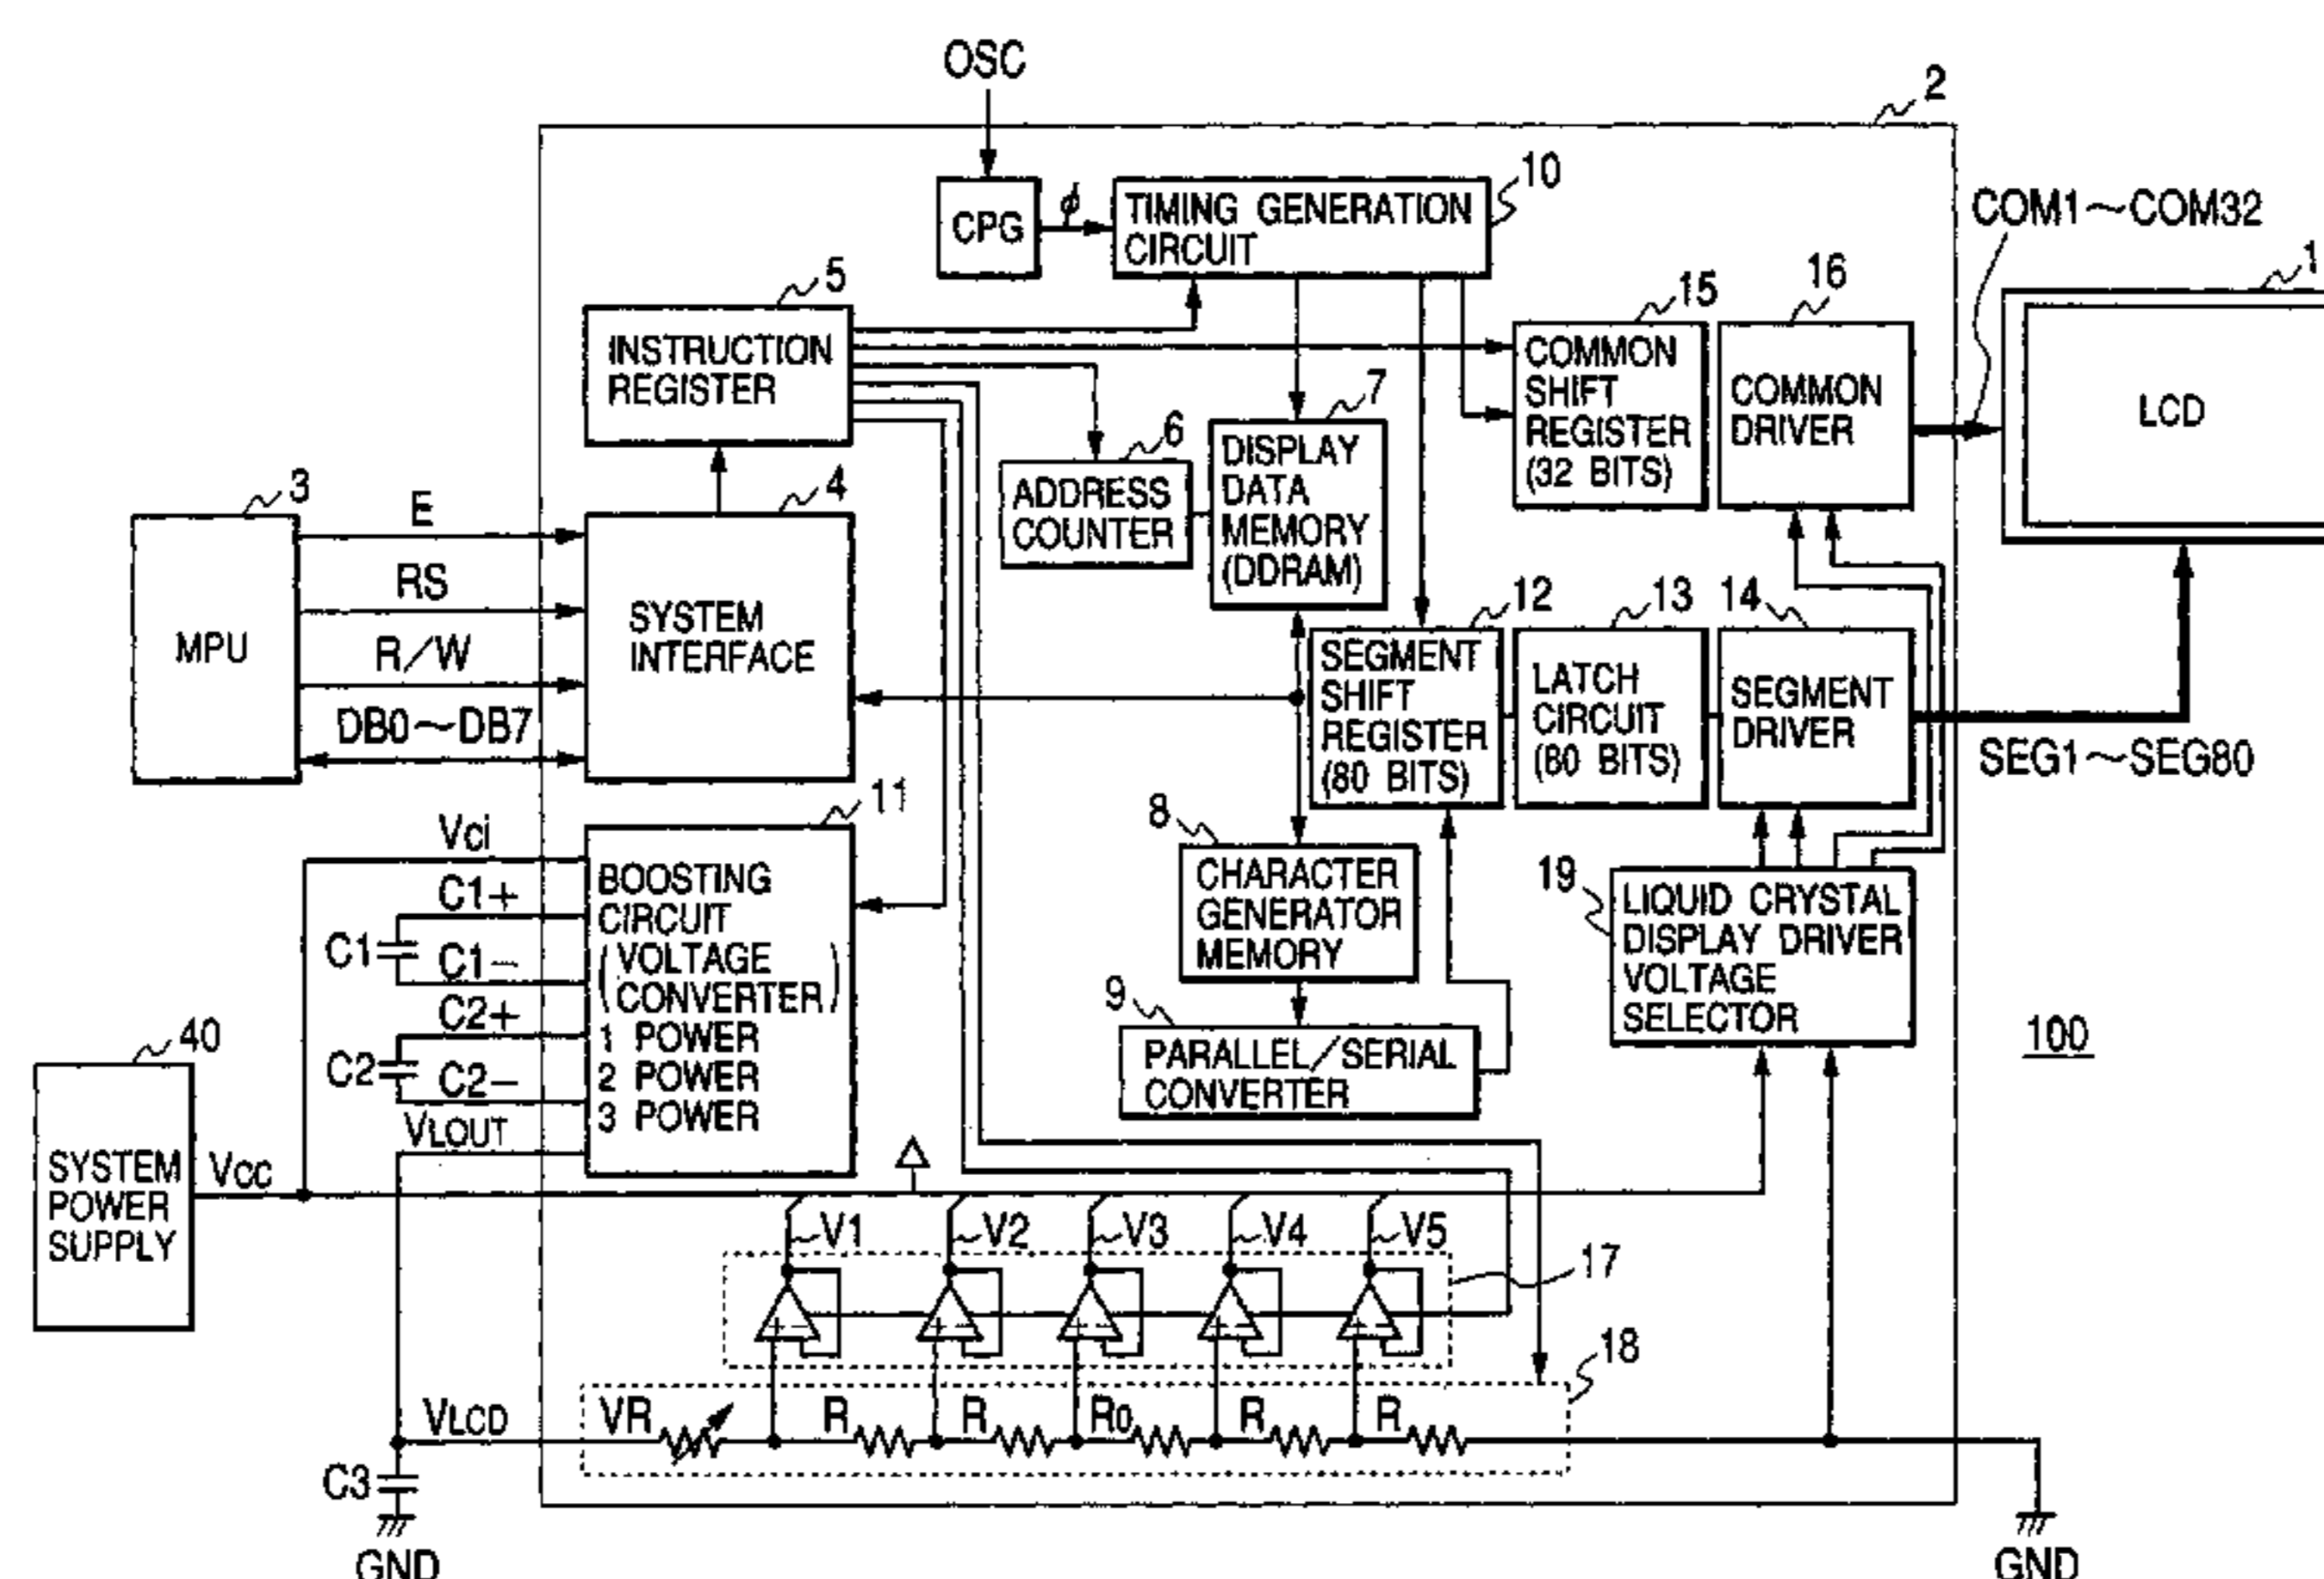 OSC
2
CPG
ϕ
TIMING GENERATION
CIRCUIT
10
COM1~COM32
1
LCD
5
INSTRUCTION
REGISTER
15
COMMON
SHIFT
REGISTER
(32 BITS)
16
COMMON
DRIVER
6
ADDRESS
COUNTER
7
DISPLAY
DATA
MEMORY
(DDRAM)
3
MPU
E
RS
R/W
DB0~DB7
4
SYSTEM
INTERFACE
12
SEGMENT
SHIFT
REGISTER
(80 BITS)
13
LATCH
CIRCUIT
(80 BITS)
14
SEGMENT
DRIVER
SEG1~SEG80
11
Vci
C1+
C1
C1-
C2+
C2
C2-
VLOUT
BOOSTING
CIRCUIT
(VOLTAGE
CONVERTER)
1 POWER
2 POWER
3 POWER
8
CHARACTER
GENERATOR
MEMORY
9
PARALLEL/SERIAL
CONVERTER
19
LIQUID CRYSTAL
DISPLAY DRIVER
VOLTAGE
SELECTOR
100
40
SYSTEM
POWER
SUPPLY
Vcc
V1
V2
V3
V4
V5
17
+ -
+ -
+ -
+ -
+ -
18
VLCD
VR
R
R
R0
R
R
C3
GND
GND